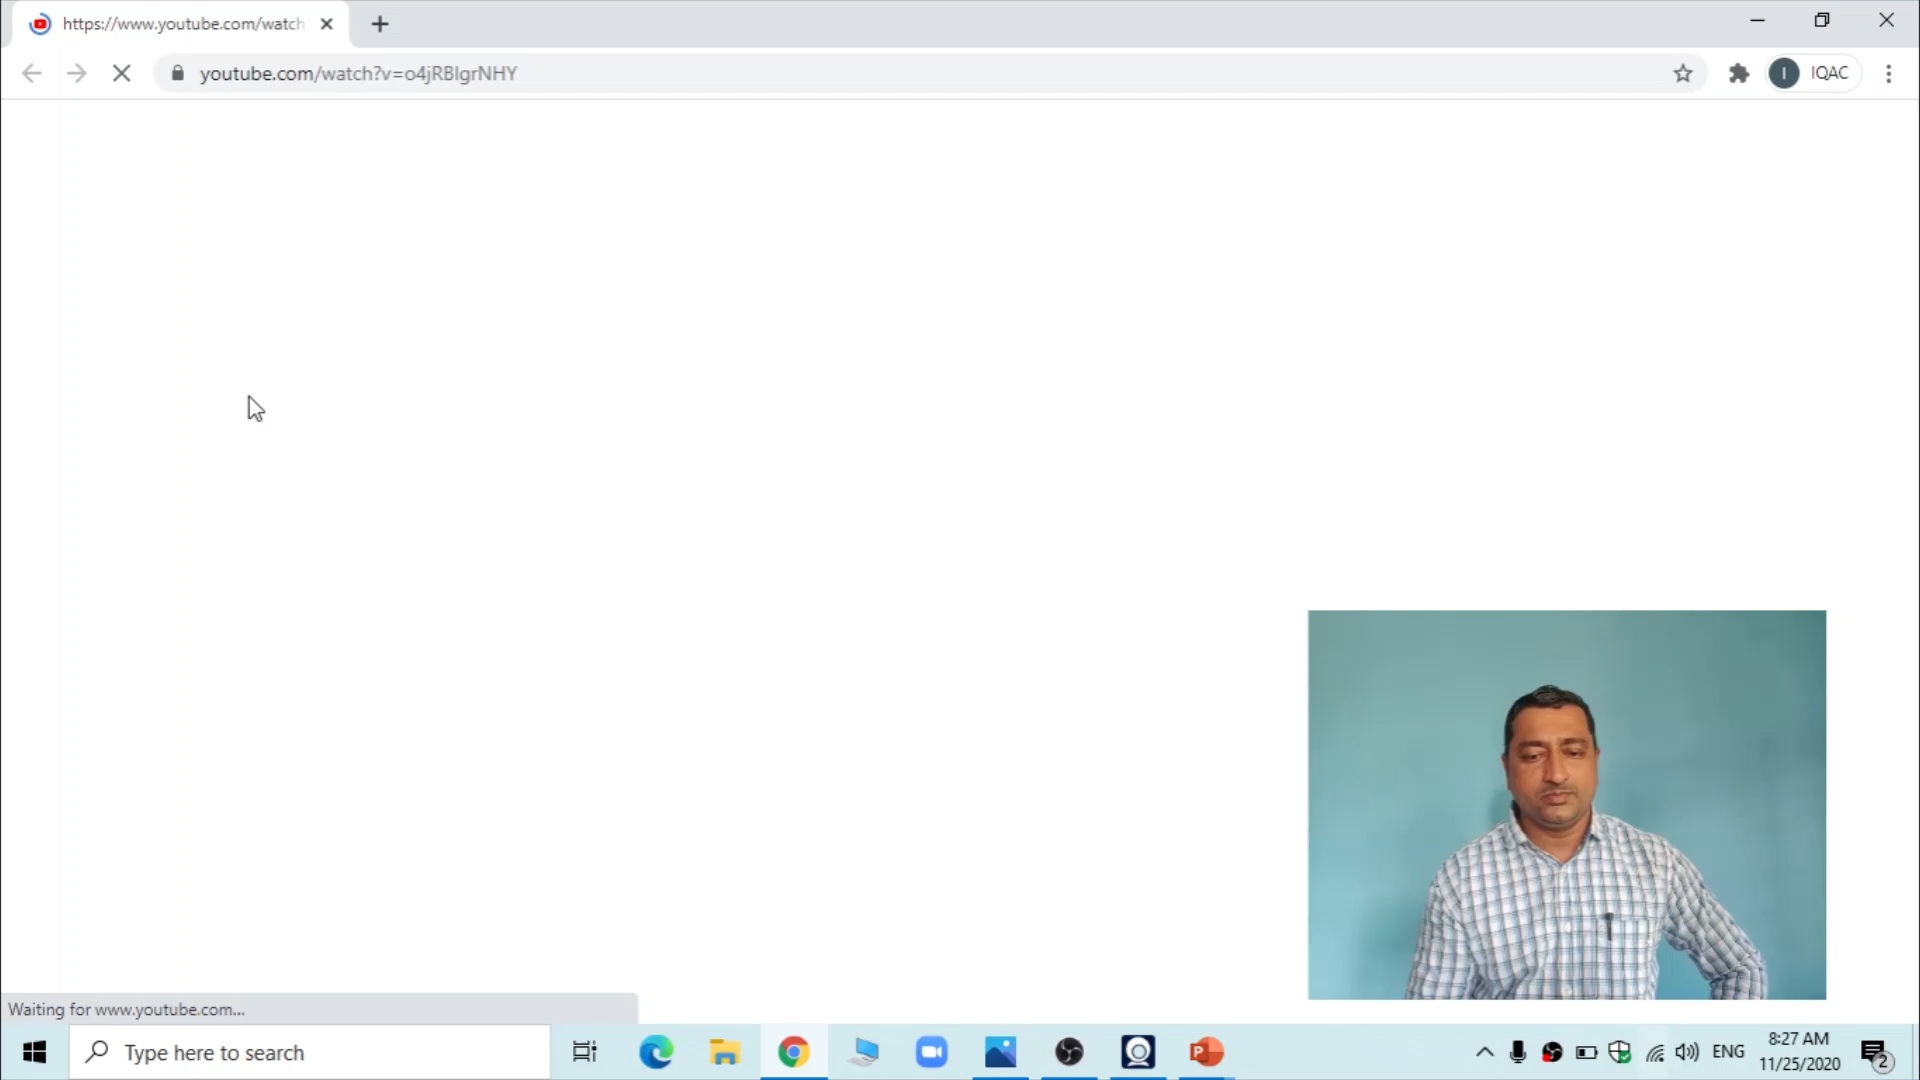 https://www.youtube.com/watch
youtube.com/watch?v=o4jRBIgrNHY
I
IQAC
Waiting for www.youtube.com...
Type here to search
P
ENG
8:27 AM
11/25/2020
2